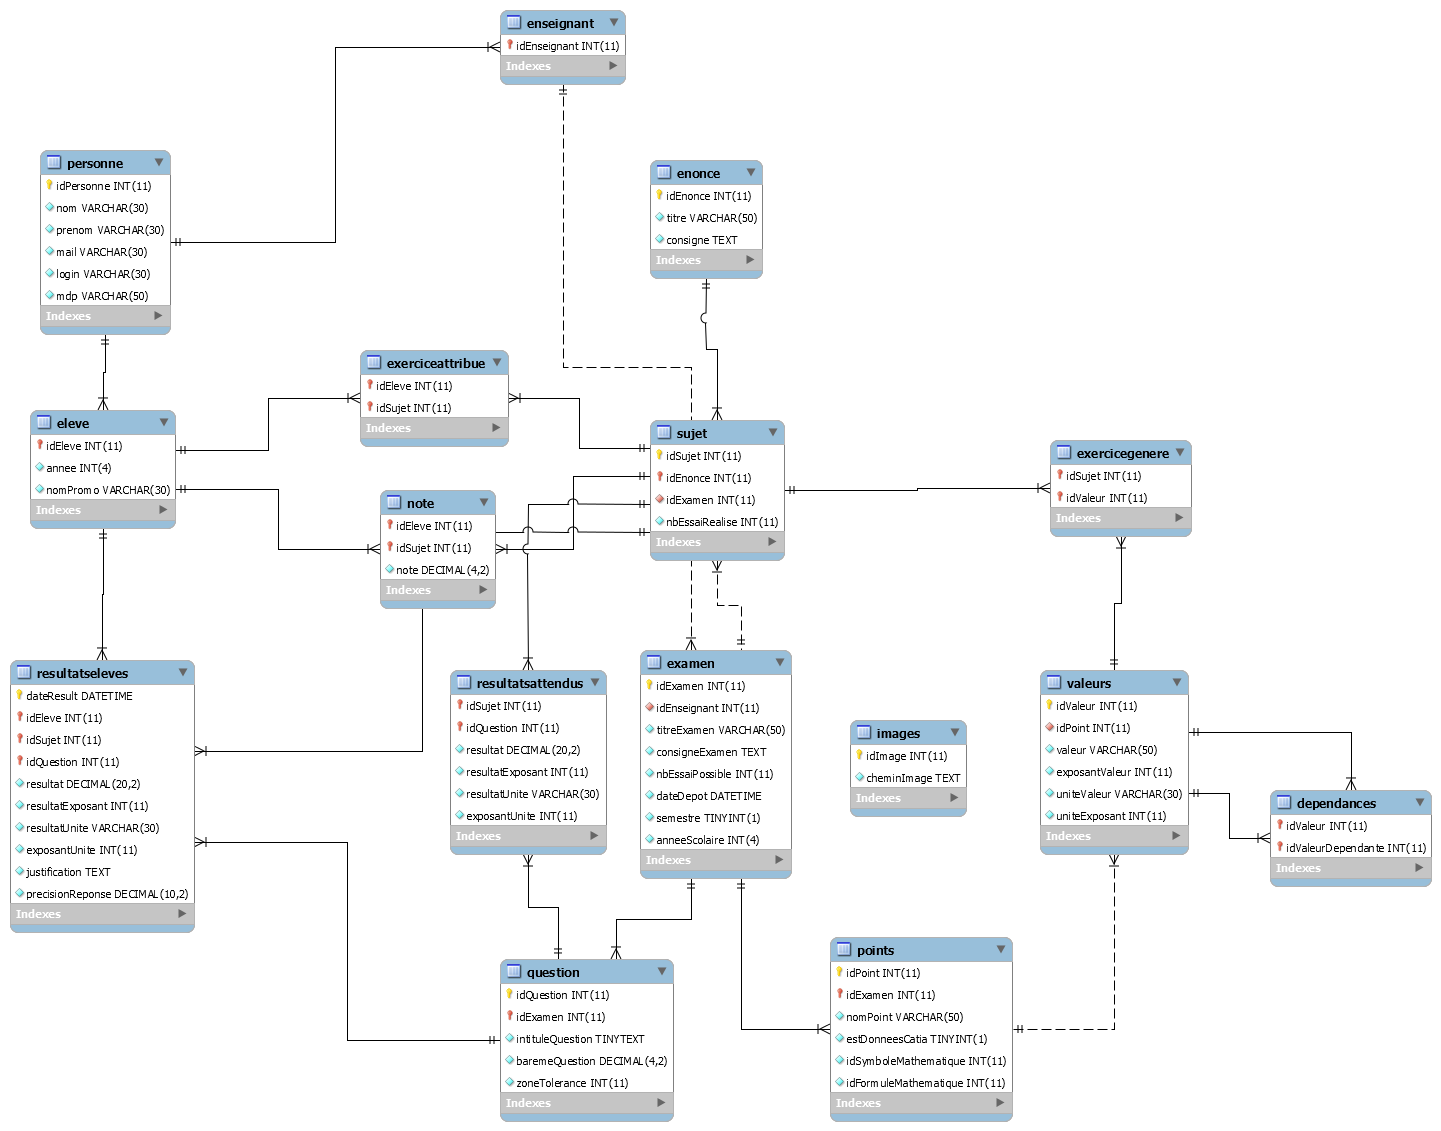 enseignant
idEnseignant INT(11)
Indexes
personne
idPersonne INT(11)
nom VARCHAR(30)
prenom VARCHAR(30)
mail VARCHAR(30)
login VARCHAR(30)
mdp VARCHAR(50)
Indexes
enonce
idEnonce INT(11)
titre VARCHAR(50)
consigne TEXT
Indexes
exerciceattribue
idEleve INT(11)
idSujet INT(11)
Indexes
eleve
idEleve INT(11)
annee INT(4)
nomPromo VARCHAR(30)
Indexes
sujet
idSujet INT(11)
idEnonce INT(11)
idExamen INT(11)
nbEssaiRealise INT(11)
Indexes
exercicegenere
idSujet INT(11)
idValeur INT(11)
Indexes
note
idEleve INT(11)
idSujet INT(11)
note DECIMAL(4,2)
Indexes
resultatseleves
dateResult DATETIME
idEleve INT(11)
idSujet INT(11)
idQuestion INT(11)
resultat DECIMAL(20,2)
resultatExposant INT(11)
resultatUnite VARCHAR(30)
exposantUnite INT(11)
justification TEXT
precisionReponse DECIMAL(10,2)
Indexes
resultatsattendus
idSujet INT(11)
idQuestion INT(11)
resultat DECIMAL(20,2)
resultatExposant INT(11)
resultatUnite VARCHAR(30)
exposantUnite INT(11)
Indexes
examen
idExamen INT(11)
idEnseignant INT(11)
titreExamen VARCHAR(50)
consigneExamen TEXT
nbEssaiPossible INT(11)
dateDepot DATETIME
semestre TINYINT(1)
anneeScolaire INT(4)
Indexes
images
idImage INT(11)
cheminImage TEXT
Indexes
valeurs
idValeur INT(11)
idPoint INT(11)
valeur VARCHAR(50)
exposantValeur INT(11)
uniteValeur VARCHAR(30)
uniteExposant INT(11)
Indexes
dependances
idValeur INT(11)
idValeurDependante INT(11)
Indexes
question
idQuestion INT(11)
idExamen INT(11)
intituleQuestion TINYTEXT
baremeQuestion DECIMAL(4,2)
zoneTolerance INT(11)
Indexes
points
idPoint INT(11)
idExamen INT(11)
nomPoint VARCHAR(50)
estDonneesCatia TINYINT(1)
idSymboleMathematique INT(11)
idFormuleMathematique INT(11)
Indexes